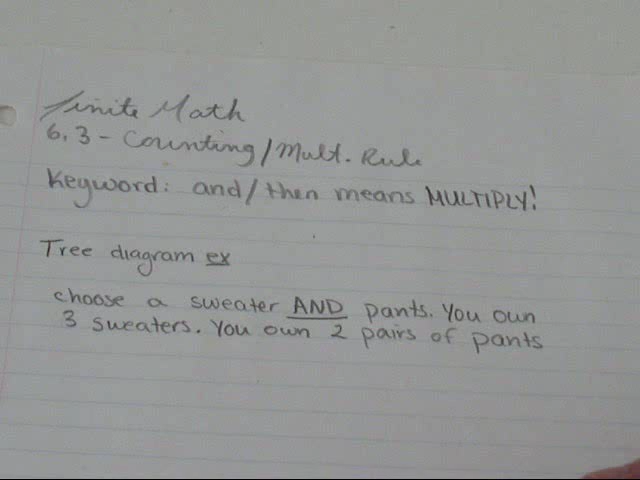 Finite Math
6.3 - Counting/Mult. Rule
Keyword: and/then means MULTIPLY!
Tree diagram ex
choose a sweater AND pants. You own
3 sweaters. You own 2 pairs of pants